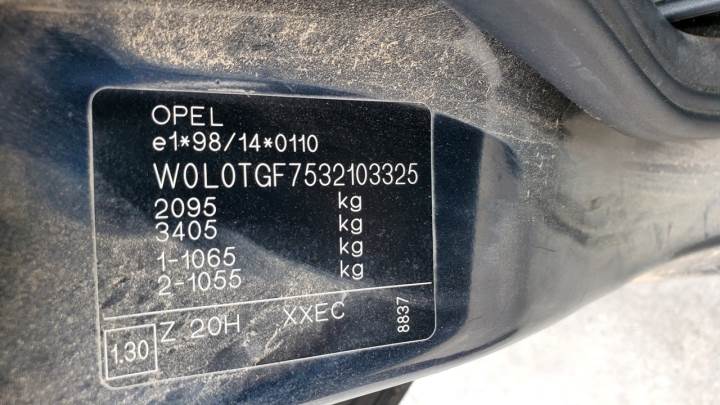 OPEL
e1*98/14*0110
W0L0TGF7532103325
2095 kg
3405 kg
1-1065 kg
2-1055 kg
1.30 Z 20H XXEC 8837